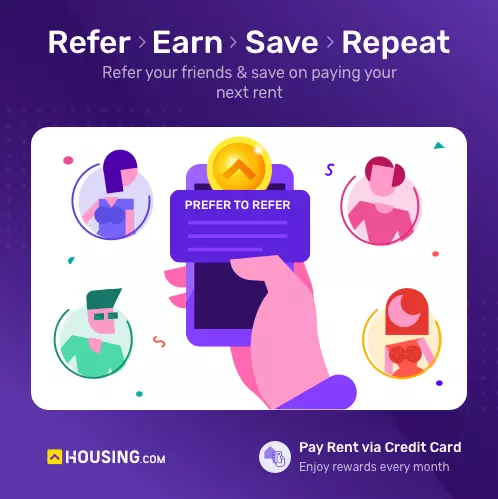 Refer > Earn > Save > Repeat
Refer your friends & save on paying your
next rent
PREFER TO REFER
HOUSING.COM
Pay Rent via Credit Card
Enjoy rewards every month